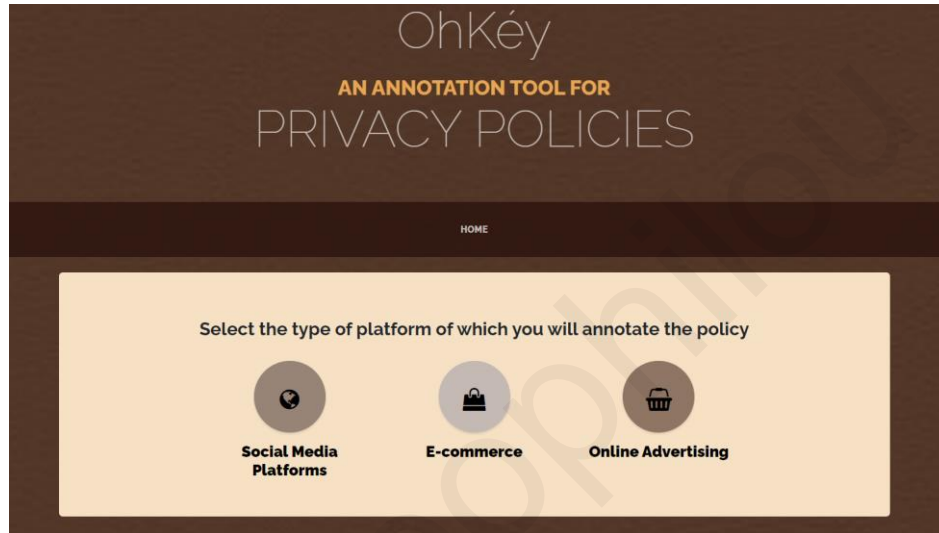 OhKéy
AN ANNOTATION TOOL FOR
PRIVACY POLICIES
HOME
Select the type of platform of which you will annotate the policy
Social Media
Platforms
E-commerce
Online Advertising